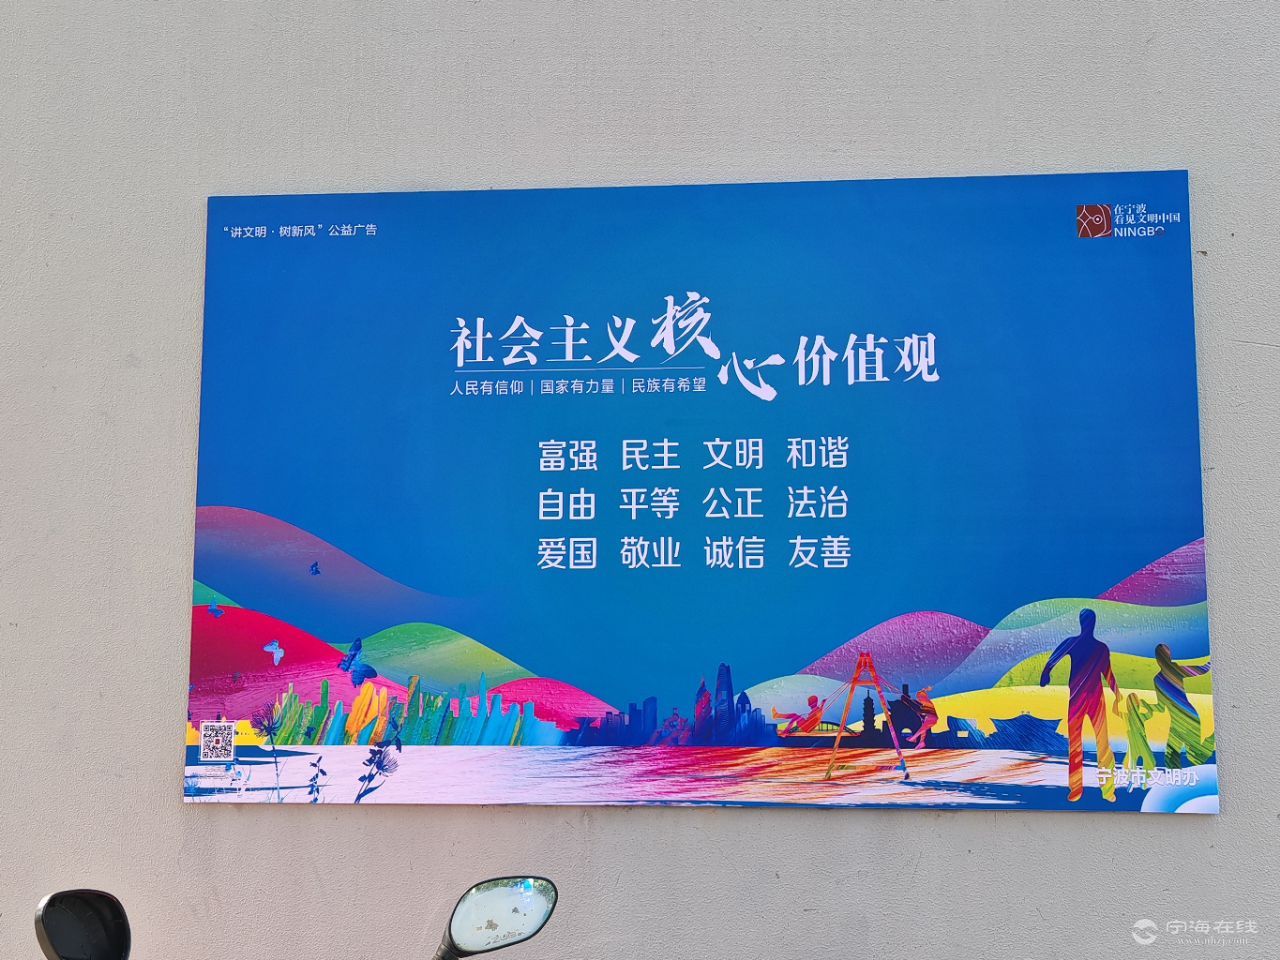 “讲文明·树新风”公益广告
在宁波
看见文明中国
NINGBO
社会主义核心价值观
人民有信仰｜国家有力量｜民族有希望
富强 民主 文明 和谐
自由 平等 公正 法治
爱国 敬业 诚信 友善
宁波市文明办
宁海在线
www.nhzj.com